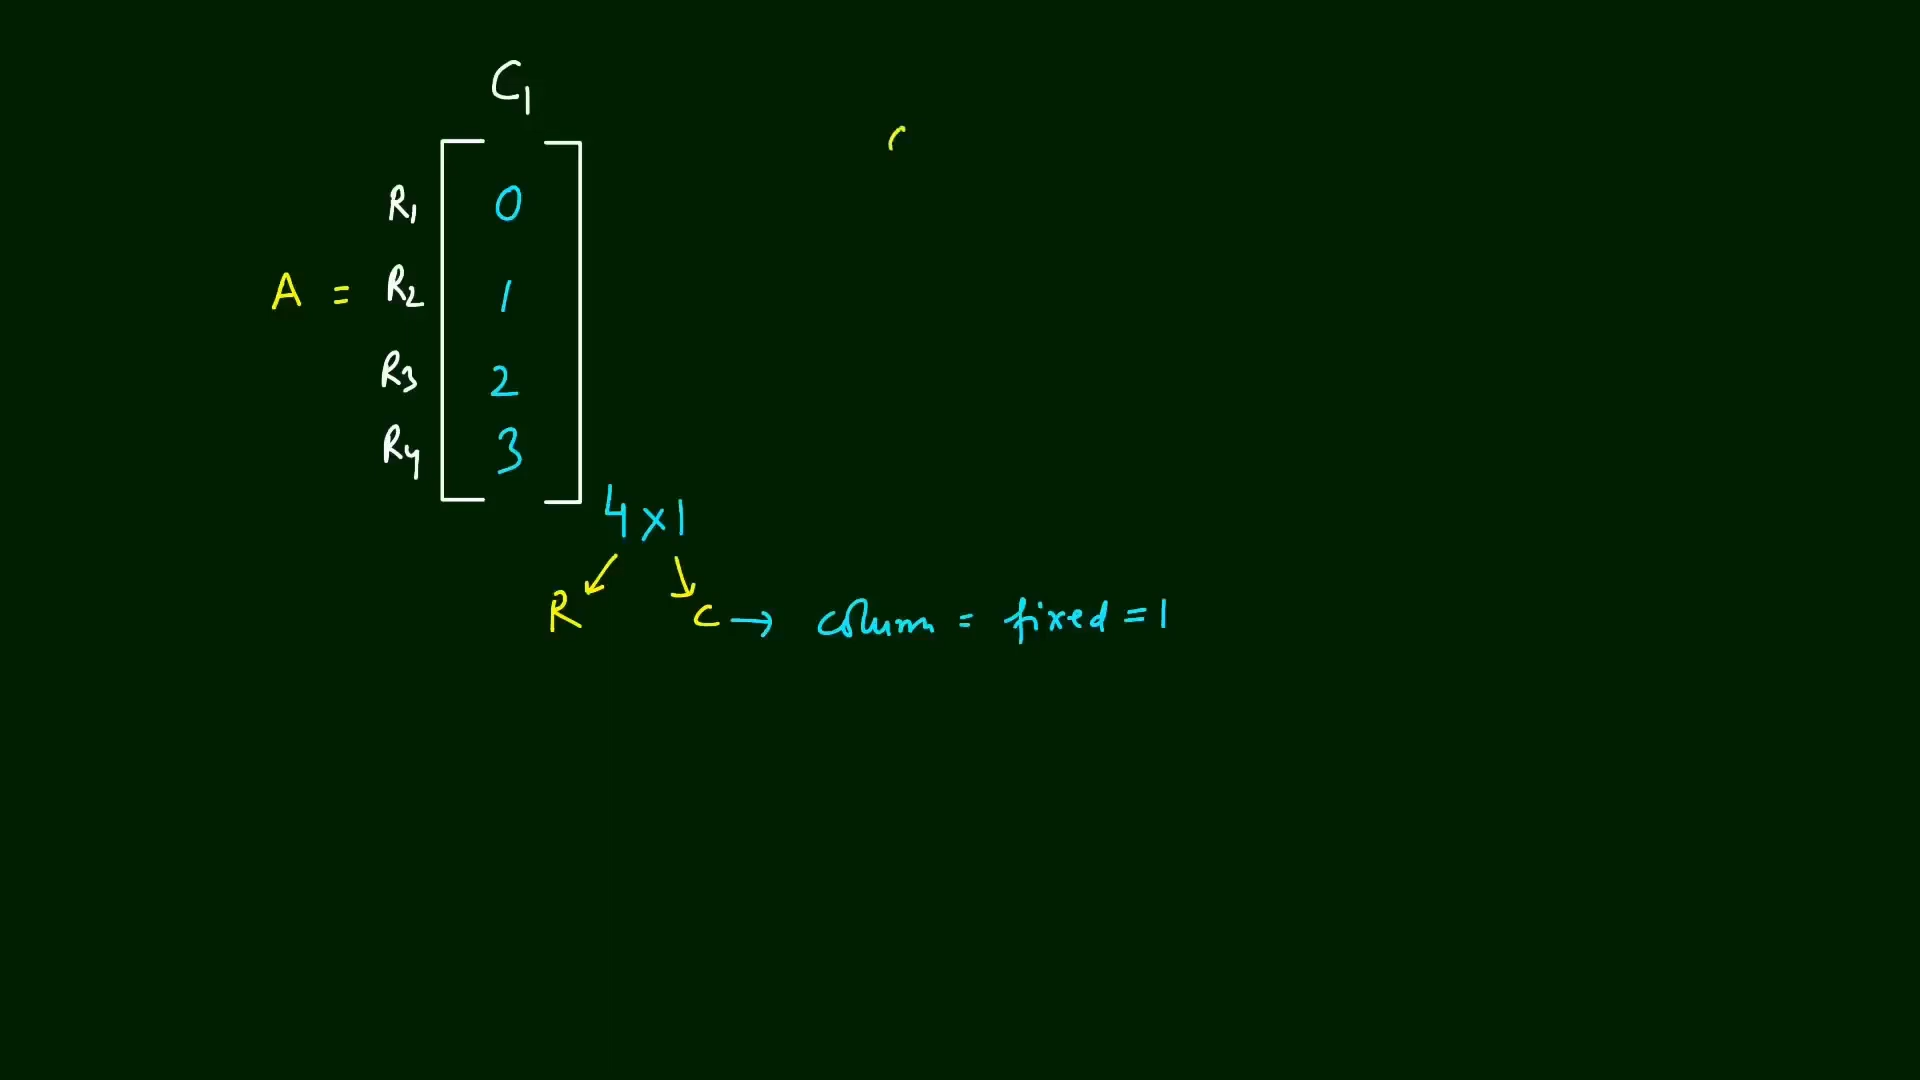 C1
R1 0
A = R2 1
R3 2
R4 3
4x1
R C → column = fixed = 1